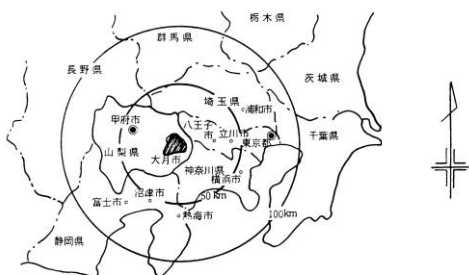 栃木県
群馬県
長野県
茨城県
埼玉県
浦和市
甲府市
八王子
市
立川市
東京都
千葉県
山梨県
大月市
神奈川県
横浜市
沼津市
50Km
富士市
熱海市
100km
静岡県